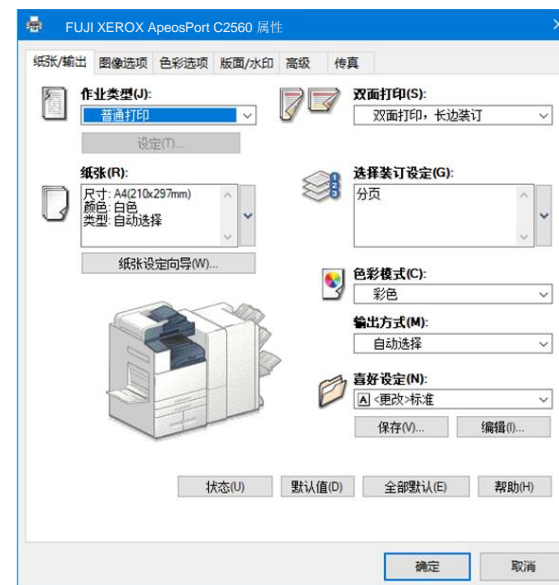 FUJI XEROX ApeosPort C2560 属性
纸张/输出 图像选项 色彩选项 版面/水印 高级 传真
作业类型(J):
普通打印
设定(T)...
纸张(R):
尺寸: A4(210x297mm)
颜色: 白色
类型: 自动选择
纸张设定向导(W)...
双面打印(S):
双面打印，长边装订
选择装订设定(G):
1
2
3
分页
色彩模式(C):
彩色
输出方式(M):
自动选择
喜好设定(N):
A <更改>标准
保存(V)... 编辑(I)...
状态(U) 默认值(D) 全部默认(E) 帮助(H)
确定 取消